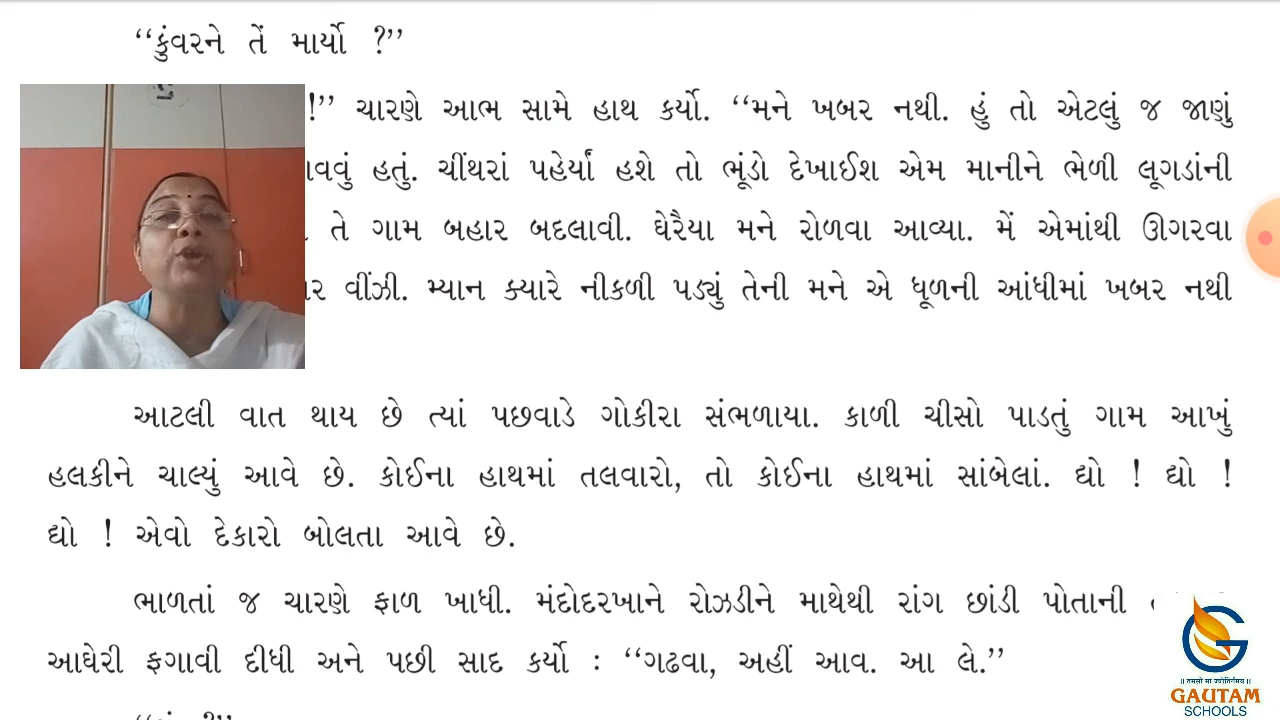 “કુંવરને તેં માર્યો ?”
!” ચારણે આભ સામે હાથ કર્યો. “મને ખબર નથી. હું તો એટલું જ જાણું
હતું. ચીંથરાં પહેર્યાં હશે તો ભૂંડો દેખાઈશ એમ માનીને ભેળી લૂગડાંની
તે ગામ બહાર બદલાવી. ઘેરૈયા મને રોળવા આવ્યા. મેં એમાંથી ઊગરવા
વીંઝી. મ્યાન ક્યારે નીકળી પડ્યું તેની મને એ ધૂળની આંધીમાં ખબર નથી
આટલી વાત થાય છે ત્યાં પછવાડે ગોકીરા સંભળાયા. કાળી ચીસો પાડતું ગામ આખું
હલકીને ચાલ્યું આવે છે. કોઈના હાથમાં તલવારો, તો કોઈના હાથમાં સાંબેલાં. દ્યો ! દ્યો !
દ્યો ! એવો દેકારો બોલતા આવે છે.
ભાળતાં જ ચારણે ફાળ ખાધી. મંદોદરખાને રોઝડીને માથેથી રાંગ છાંડી પોતાની
આઘેરી ફગાવી દીધી અને પછી સાદ કર્યો : “ગઢવા, અહીં આવ. આ લે.”
॥ તમસો મા જ્યોતિર્ગમય ॥
GAUTAM
SCHOOLS